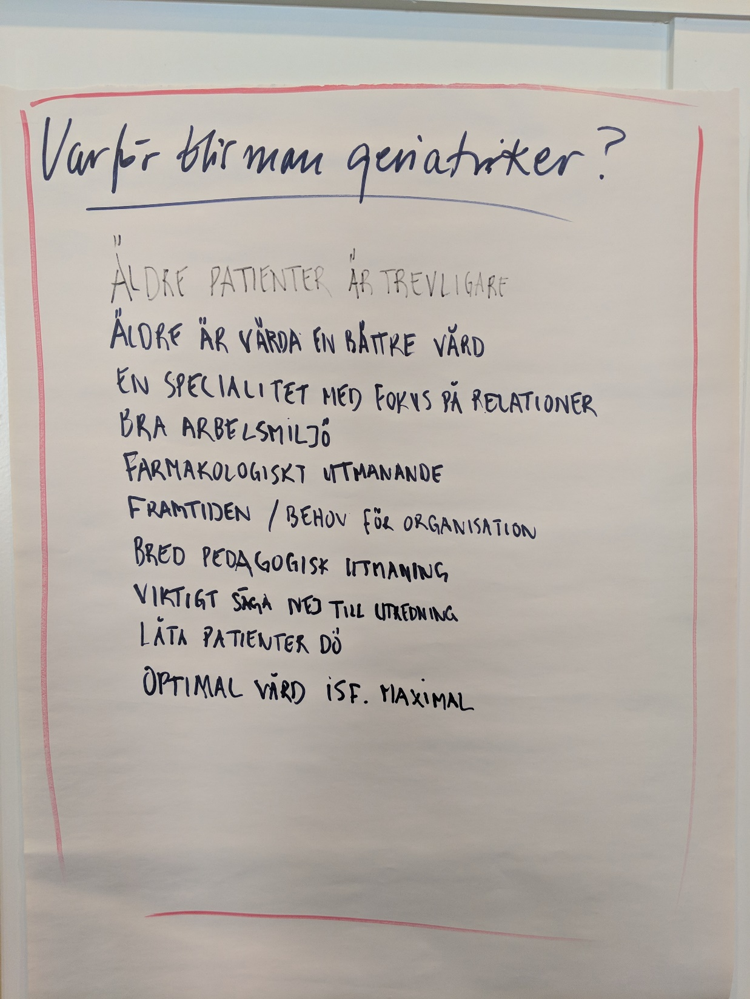 Varför blir man geriatriker?
ÄLDRE PATIENTER ÄR TREVLIGARE
ÄLDRE ÄR VÄRDA EN BÄTTRE VÅRD
EN SPECIALITET MED FOKUS PÅ RELATIONER
BRA ARBELSMILJÖ
FARMAKOLOGISKT UTMANANDE
FRAMTIDEN / BEHOV FÖR ORGANISATION
BRED PEDAGOGISK UTMANING
VIKTIGT SÄGA NEJ TILL UTREDNING
LÅTA PATIENTER DÖ
OPTIMAL VÅRD ISF. MAXIMAL